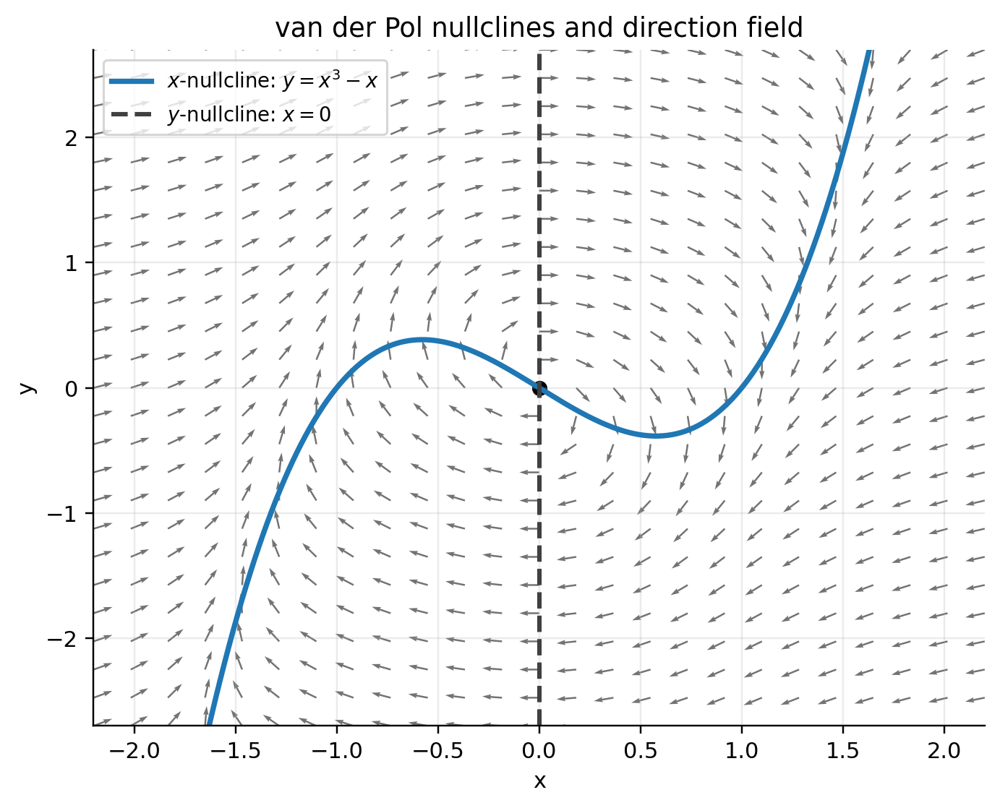 van der Pol nullclines and direction field
x-nullcline: y = x³ − x
y-nullcline: x = 0
y
2
1
0
−1
−2
−2.0 −1.5 −1.0 −0.5 0.0 0.5 1.0 1.5 2.0
x